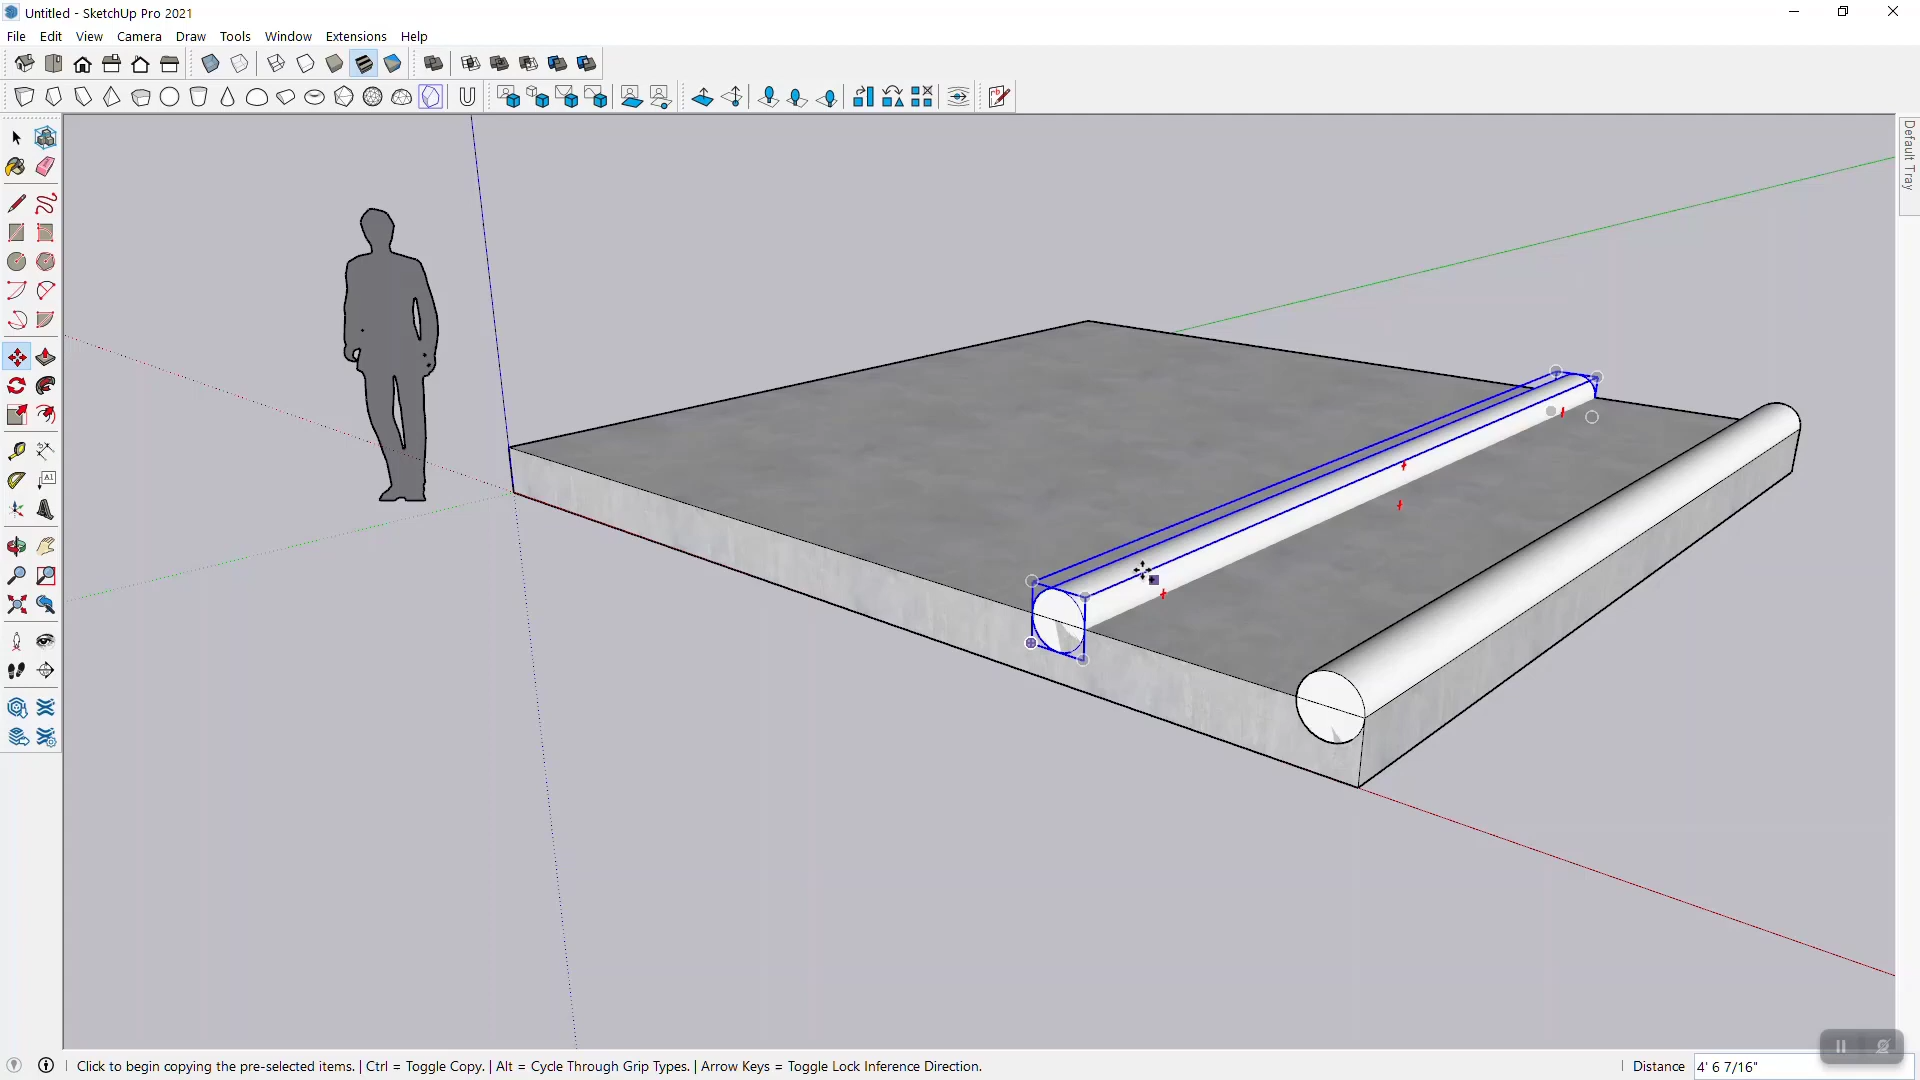 Untitled - SketchUp Pro 2021
File Edit View Camera Draw Tools Window Extensions Help
Default Tray
Click to begin copying the pre-selected items. | Ctrl = Toggle Copy. | Alt = Cycle Through Grip Types. | Arrow Keys = Toggle Lock Inference Direction.
Distance 4' 6 7/16"